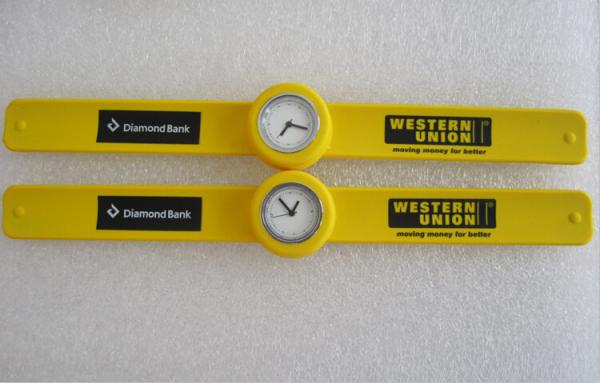 Diamond Bank
WESTERN
UNION
moving money for better
Diamond Bank
WESTERN
UNION
moving money for better